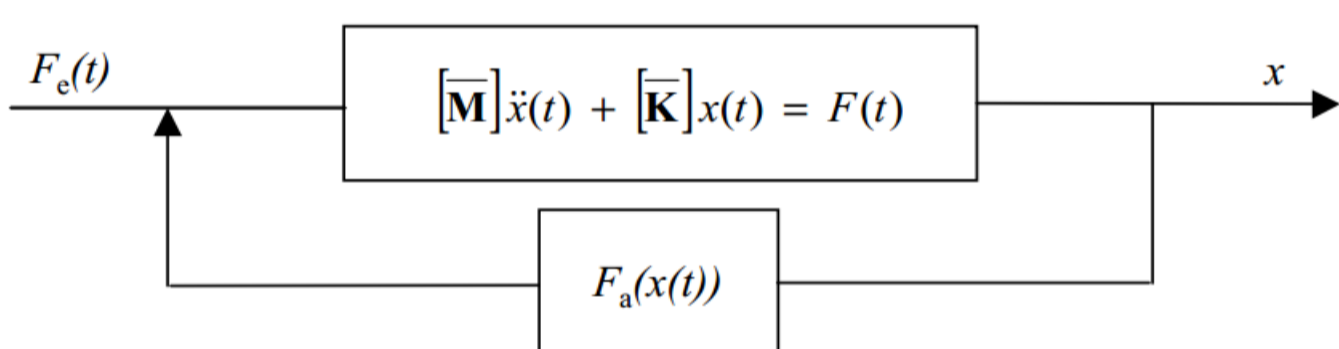 Fe(t)
[M̅]ẍ(t) + [K̅]x(t) = F(t)
x
Fa(x(t))